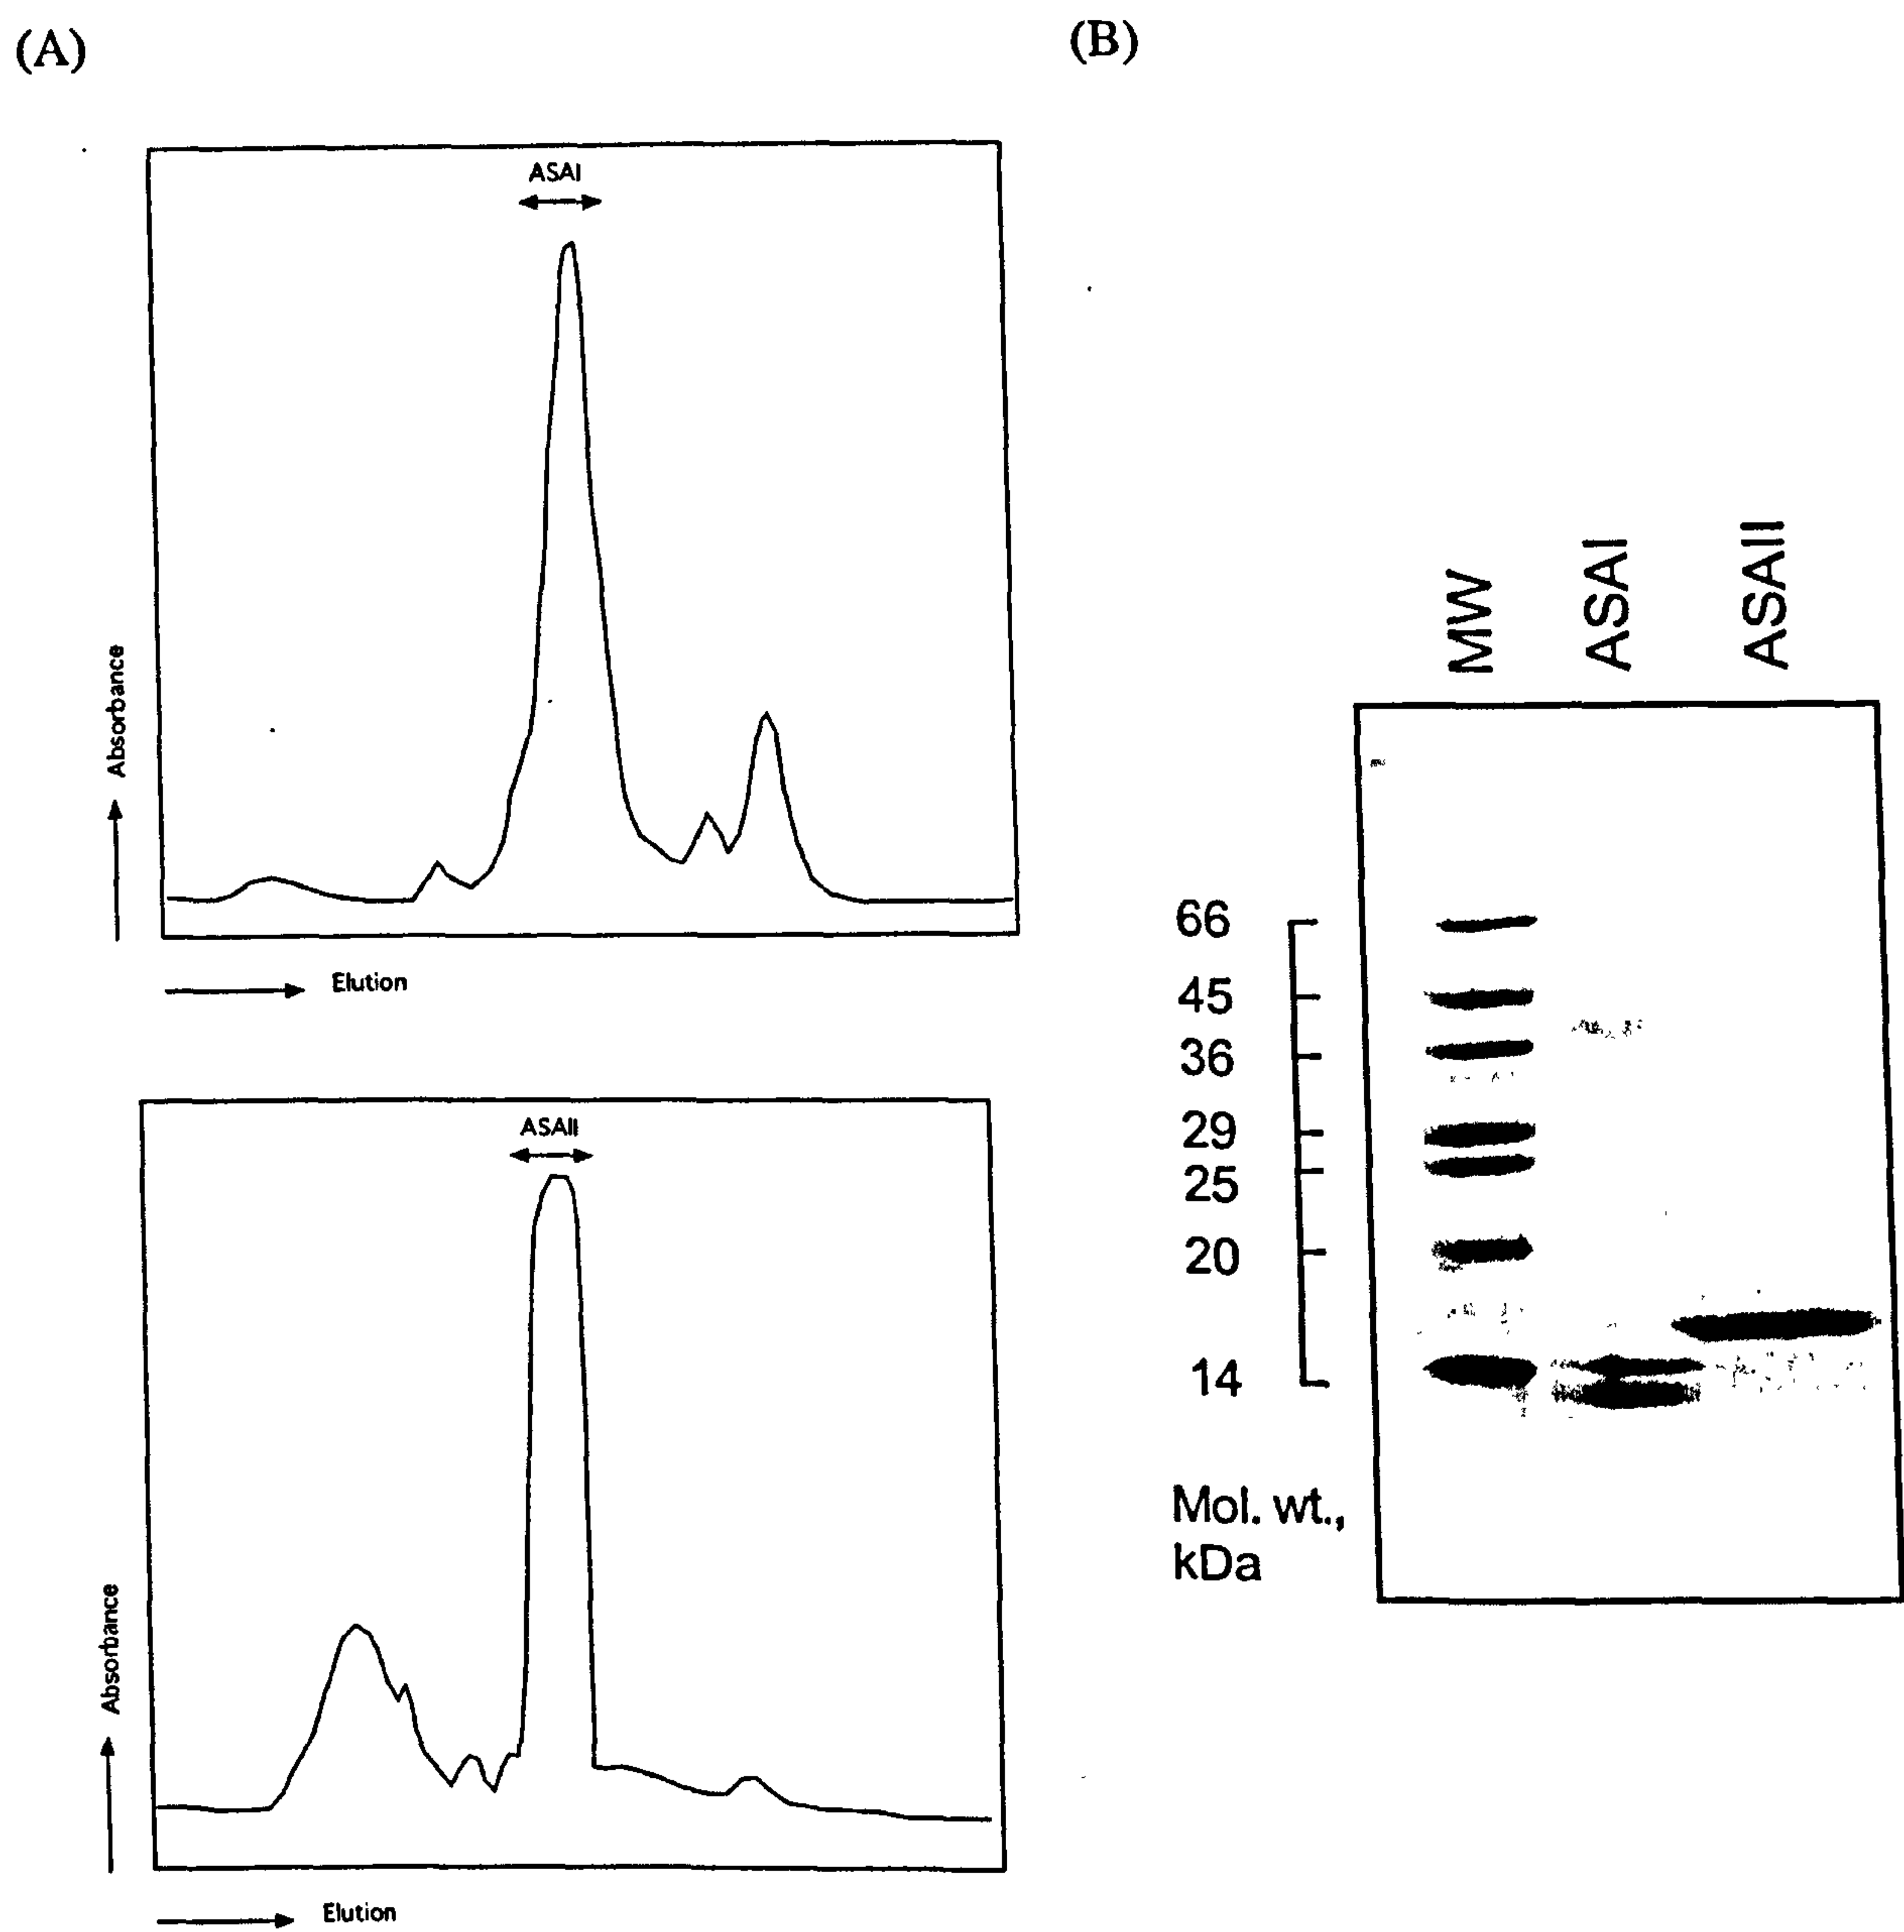 (A)
ASAI
Absorbance
Elution
ASAII
Absorbance
Elution
(B)
MW
ASAI
ASAII
66
45
36
29
25
20
14
Mol. wt.,
kDa